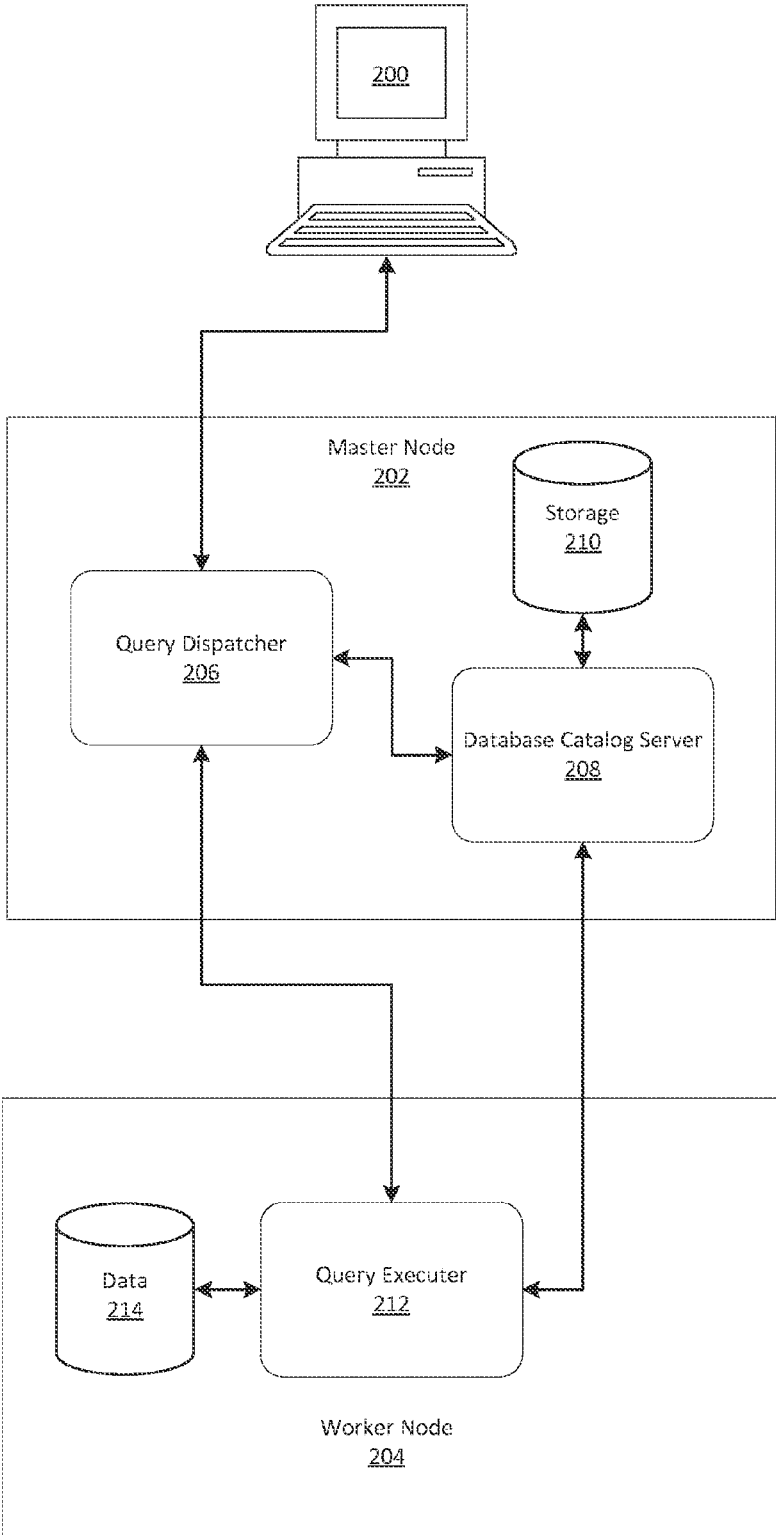 200
Master Node
202
Storage
210
Query Dispatcher
206
Database Catalog Server
208
Data
214
Query Executer
212
Worker Node
204